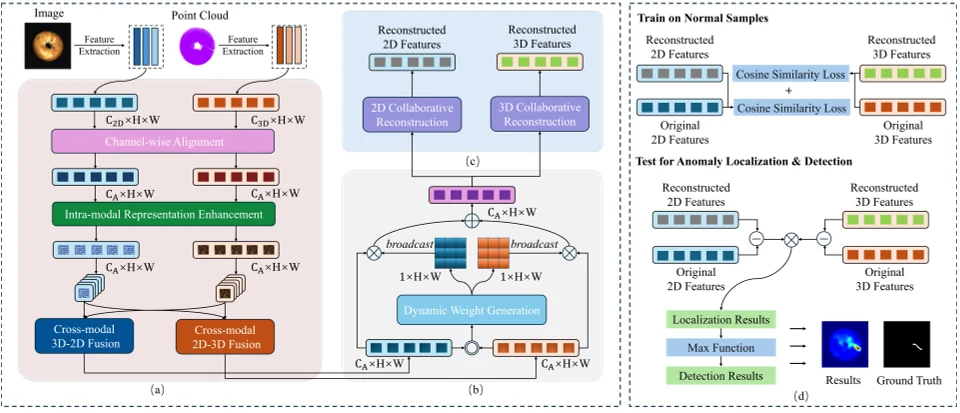 Image
Feature
Extraction
Point Cloud
Feature
Extraction
C2D×H×W
C3D×H×W
Channel-wise Alignment
CA×H×W
CA×H×W
Intra-modal Representation Enhancement
CA×H×W
CA×H×W
Cross-modal
3D-2D Fusion
Cross-modal
2D-3D Fusion
(a)
Reconstructed
2D Features
Reconstructed
3D Features
2D Collaborative
Reconstruction
3D Collaborative
Reconstruction
(c)
CA×H×W
broadcast
broadcast
1×H×W
1×H×W
Dynamic Weight Generation
CA×H×W
CA×H×W
(b)
Train on Normal Samples
Reconstructed
2D Features
Reconstructed
3D Features
Cosine Similarity Loss
+
Cosine Similarity Loss
Original
2D Features
Original
3D Features
Test for Anomaly Localization & Detection
Reconstructed
2D Features
Reconstructed
3D Features
Original
2D Features
Original
3D Features
Localization Results
Max Function
Detection Results
Results
Ground Truth
(d)